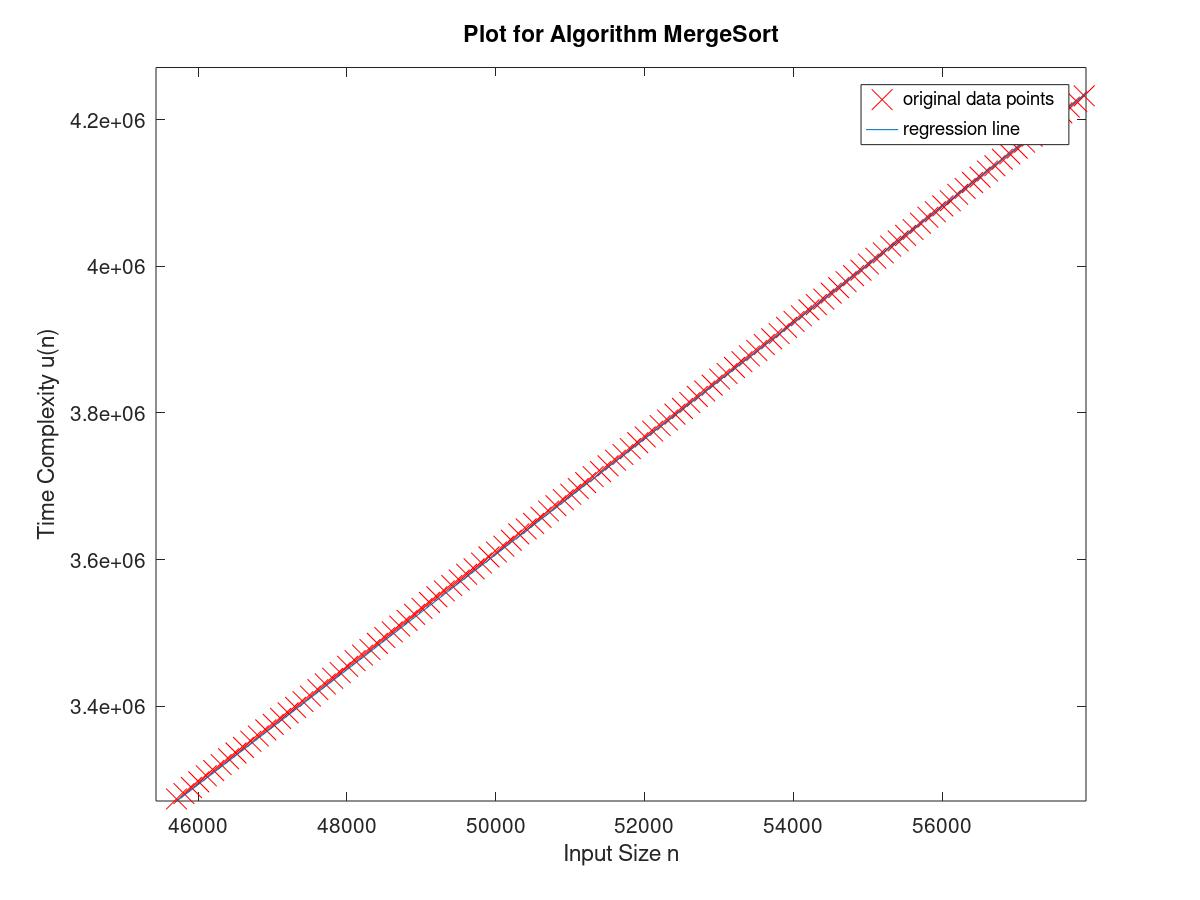 Plot for Algorithm MergeSort
original data points
regression line
4.2e+06
4e+06
3.8e+06
3.6e+06
3.4e+06
Time Complexity u(n)
46000
48000
50000
52000
54000
56000
Input Size n